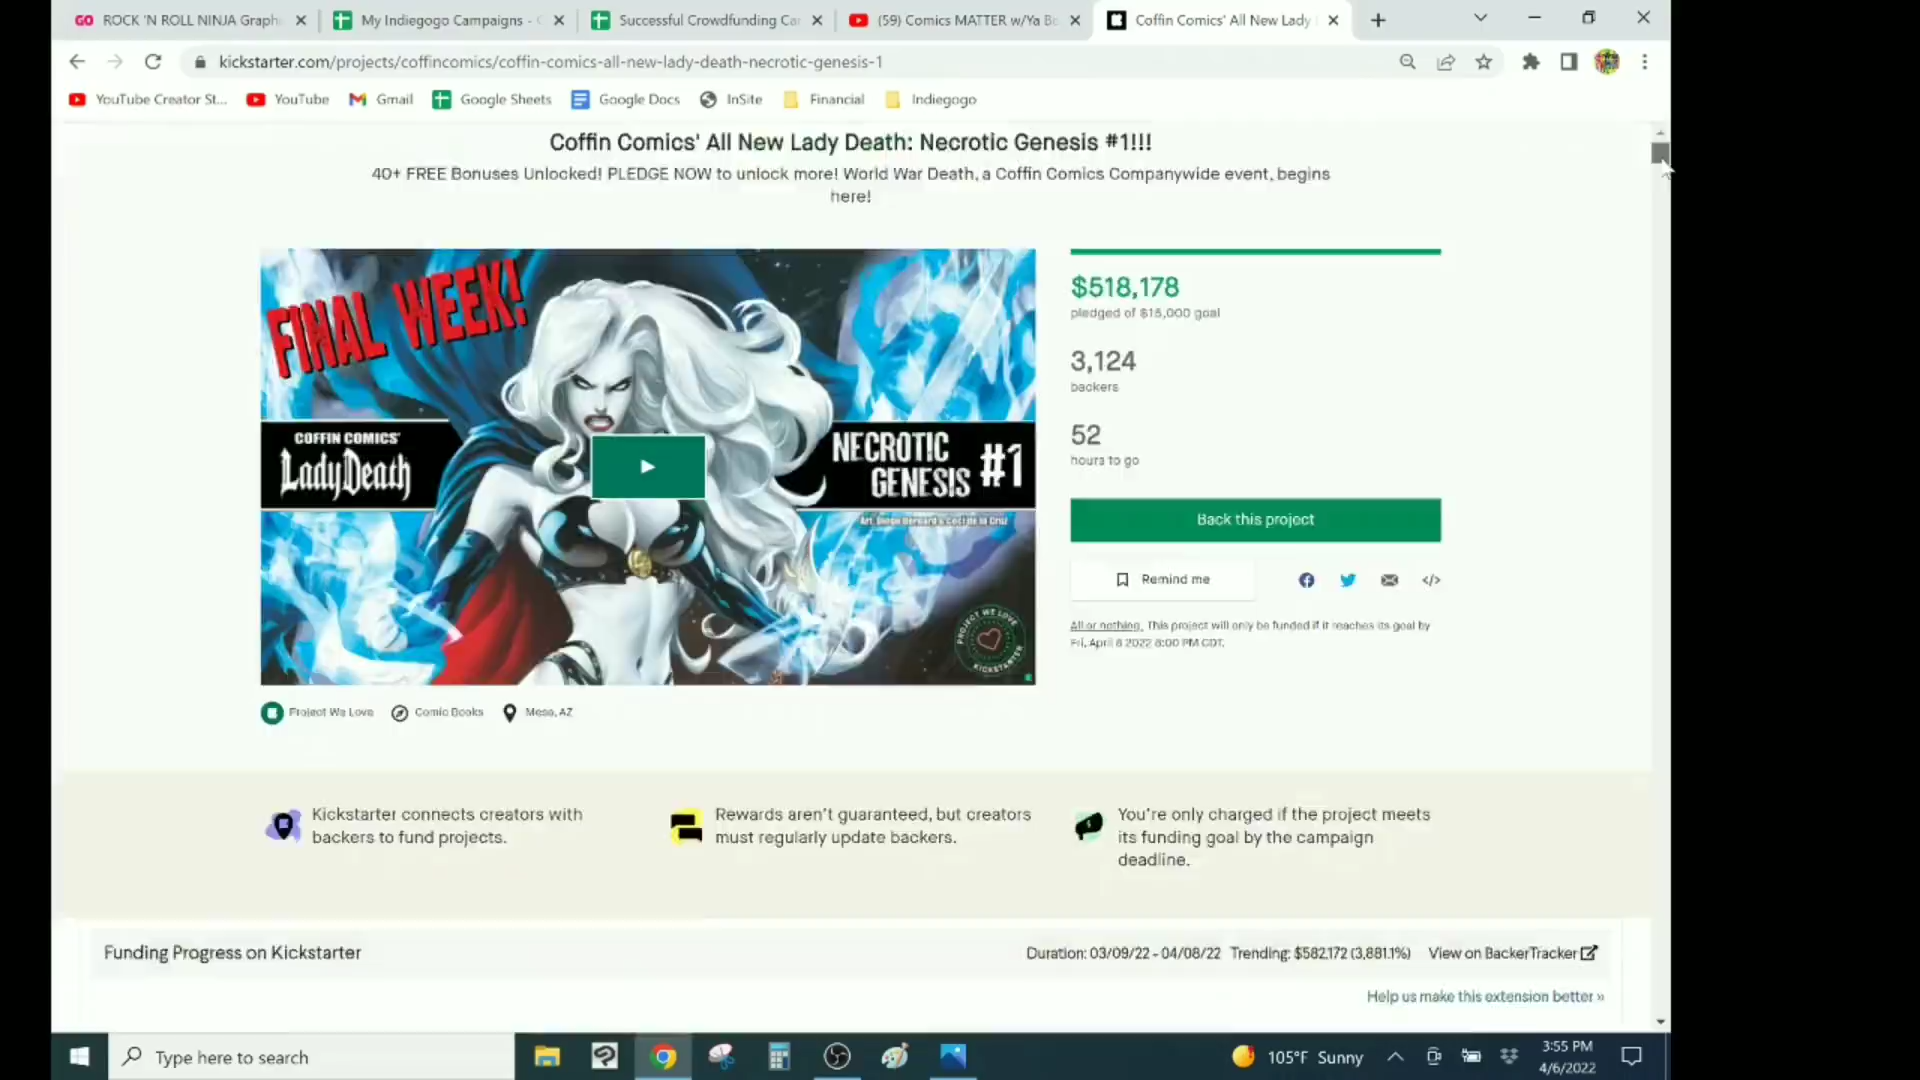 ROCK 'N ROLL NINJA Graph
My Indiegogo Campaigns -
Successful Crowdfunding Ca
(59) Comics MATTER w/Ya Bo
Coffin Comics' All New Lady
kickstarter.com/projects/coffincomics/coffin-comics-all-new-lady-death-necrotic-genesis-1
YouTube Creator St...
YouTube
Gmail
Google Sheets
Google Docs
InSite
Financial
Indiegogo
Coffin Comics' All New Lady Death: Necrotic Genesis #1!!!
40+ FREE Bonuses Unlocked! PLEDGE NOW to unlock more! World War Death, a Coffin Comics Companywide event, begins
here!
FINAL WEEK!
COFFIN COMICS'
Lady Death
NECROTIC
GENESIS #1
PROJECT WE LOVE
KICKSTARTER
$518,178
pledged of $15,000 goal
3,124
backers
52
hours to go
Back this project
Remind me
All or nothing. This project will only be funded if it reaches its goal by
Fri, April 8 2022 8:00 PM CDT.
Project We Love
Comic Books
Mesa, AZ
Kickstarter connects creators with
backers to fund projects.
Rewards aren't guaranteed, but creators
must regularly update backers.
You're only charged if the project meets
its funding goal by the campaign
deadline.
Funding Progress on Kickstarter
Duration: 03/09/22 - 04/08/22 Trending: $582,172 (3,881.1%) View on BackerTracker
Help us make this extension better »
Type here to search
105°F Sunny
3:55 PM
4/6/2022